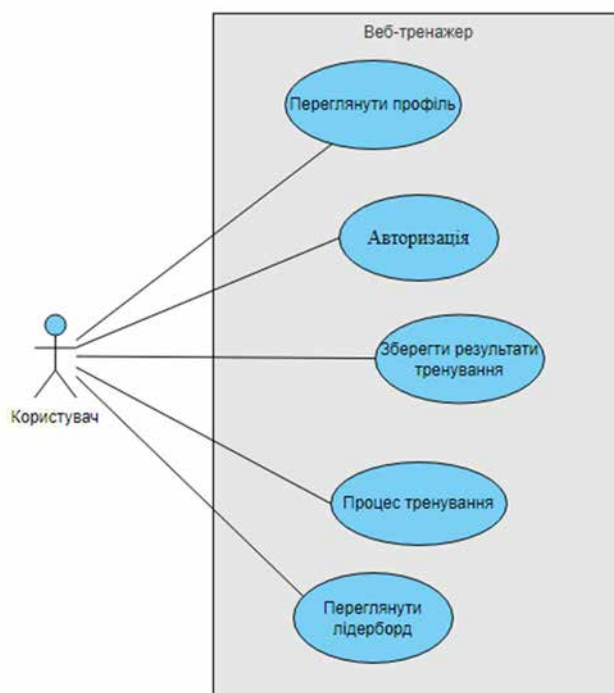 Веб-тренажер
Переглянути профіль
Авторизація
Зберегти результати
тренування
Користувач
Процес тренування
Переглянути
лідерборд